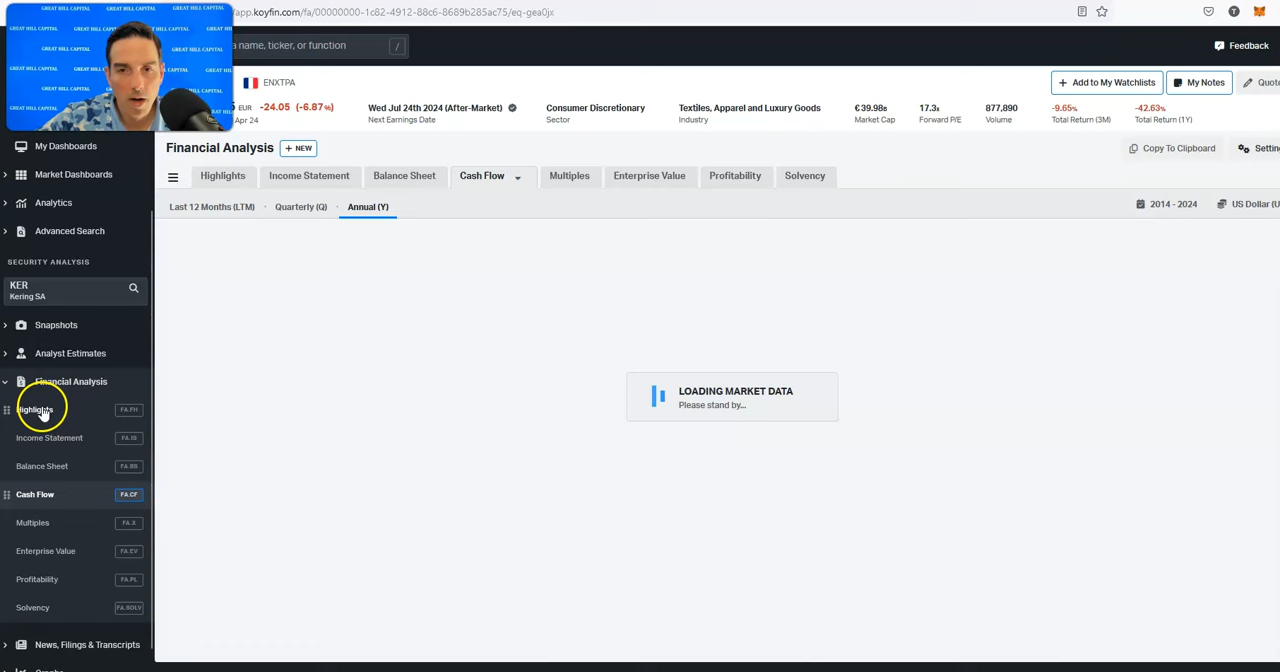 app.koyfin.com/fa/00000000-1c82-4912-88c6-8689b285ac75/eq-gea0jx
GREAT HILL CAPITAL GREAT HILL CAPITAL GREAT HILL CAPITAL
a name, ticker, or function /
Feedback
ENXTPA
Add to My Watchlists
My Notes
EUR -24.05 (-6.87%)
Apr 24
Wed Jul 24th 2024 (After-Market)
Next Earnings Date
Consumer Discretionary
Sector
Textiles, Apparel and Luxury Goods
Industry
€39.98B
Market Cap
17.3x
Forward P/E
877,890
Volume
-9.65%
Total Return (3M)
-42.63%
Total Return (1Y)
Financial Analysis
+ NEW
Copy To Clipboard
Highlights
Income Statement
Balance Sheet
Cash Flow
Multiples
Enterprise Value
Profitability
Solvency
Last 12 Months (LTM) · Quarterly (Q) · Annual (Y)
2014 - 2024
US Dollar
LOADING MARKET DATA
Please stand by...
My Dashboards
Market Dashboards
Analytics
Advanced Search
SECURITY ANALYSIS
KER
Kering SA
Snapshots
Analyst Estimates
Financial Analysis
Highlights FA.FH
Income Statement FA.IS
Balance Sheet FA.BS
Cash Flow FA.CF
Multiples FA.X
Enterprise Value FA.EV
Profitability FA.PL
Solvency FA.SOLV
News, Filings & Transcripts